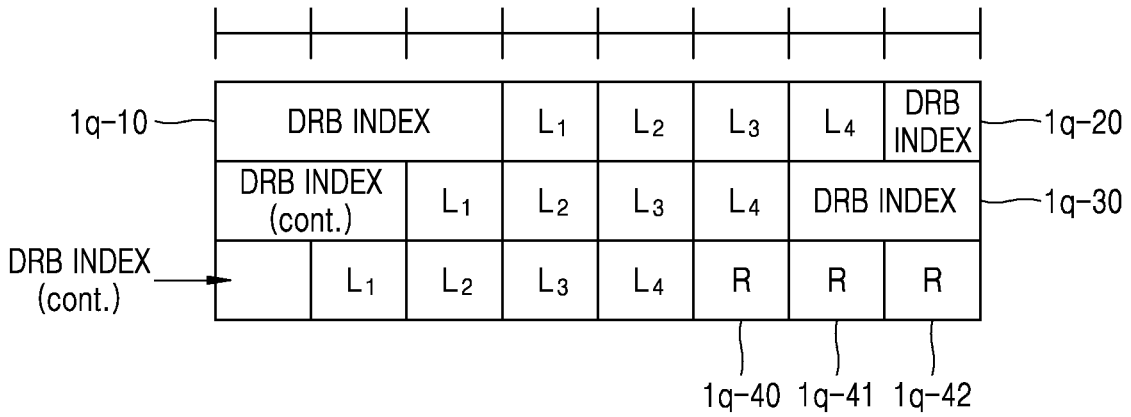 1q-10
DRB INDEX
L1
L2
L3
L4
DRB
INDEX
1q-20
DRB INDEX
(cont.)
L1
L2
L3
L4
DRB INDEX
1q-30
DRB INDEX
(cont.)
L1
L2
L3
L4
R
R
R
1q-40
1q-41
1q-42